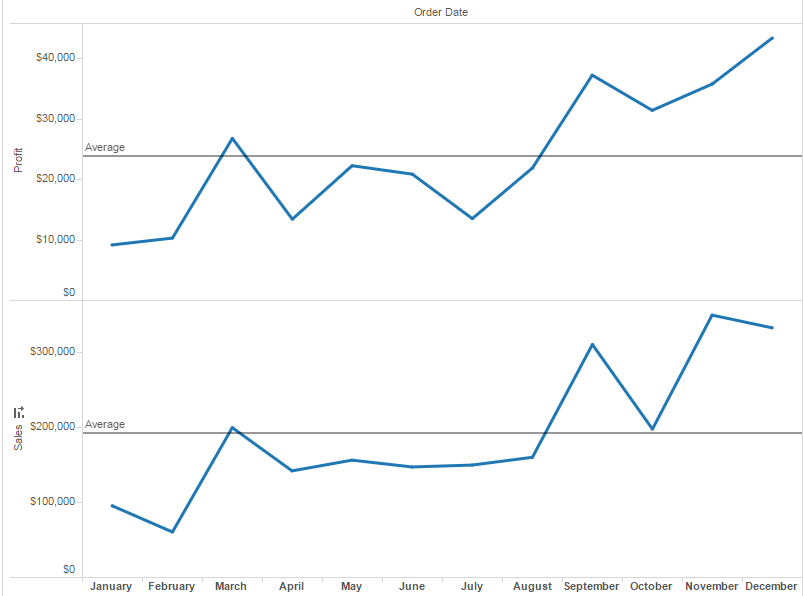 Order Date
Profit
$40,000
$30,000
Average
$20,000
$10,000
$0
Sales
$300,000
Average
$200,000
$100,000
$0
January February March April May June July August September October November December